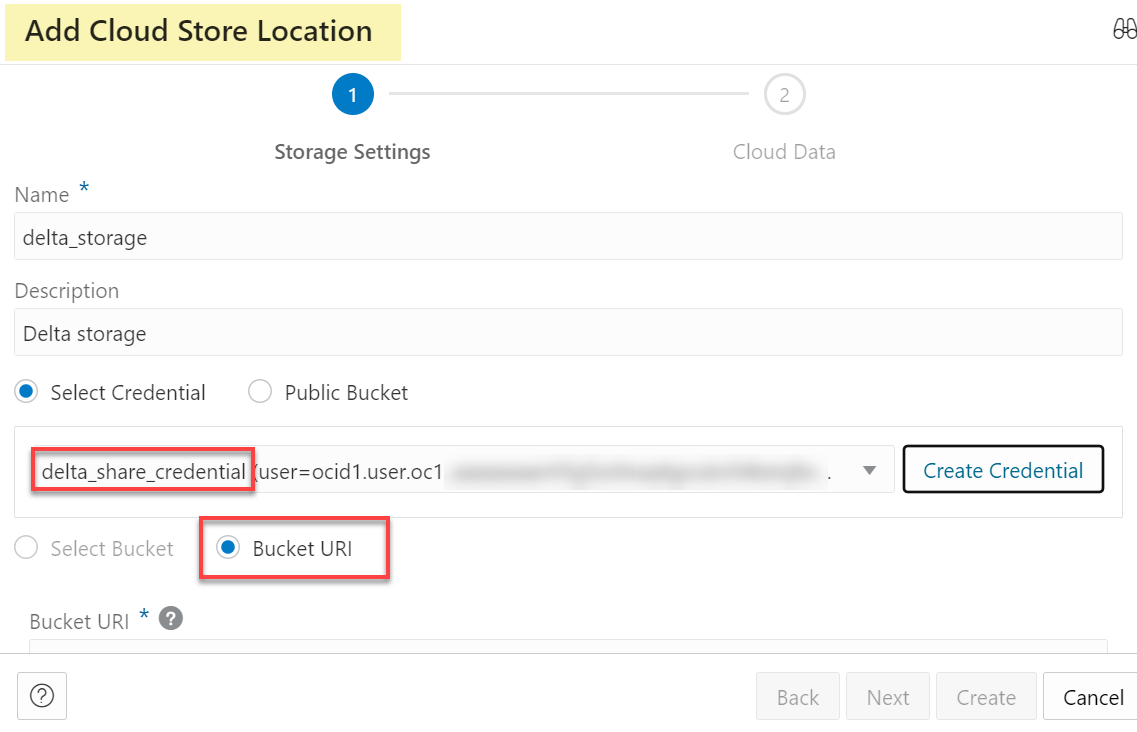 Add Cloud Store Location
1
2
Storage Settings
Cloud Data
Name *
delta_storage
Description
Delta storage
Select Credential
Public Bucket
delta_share_credential (user=ocid1.user.oc1 .
Create Credential
Select Bucket
Bucket URI
Bucket URI * ?
?
Back
Next
Create
Cancel